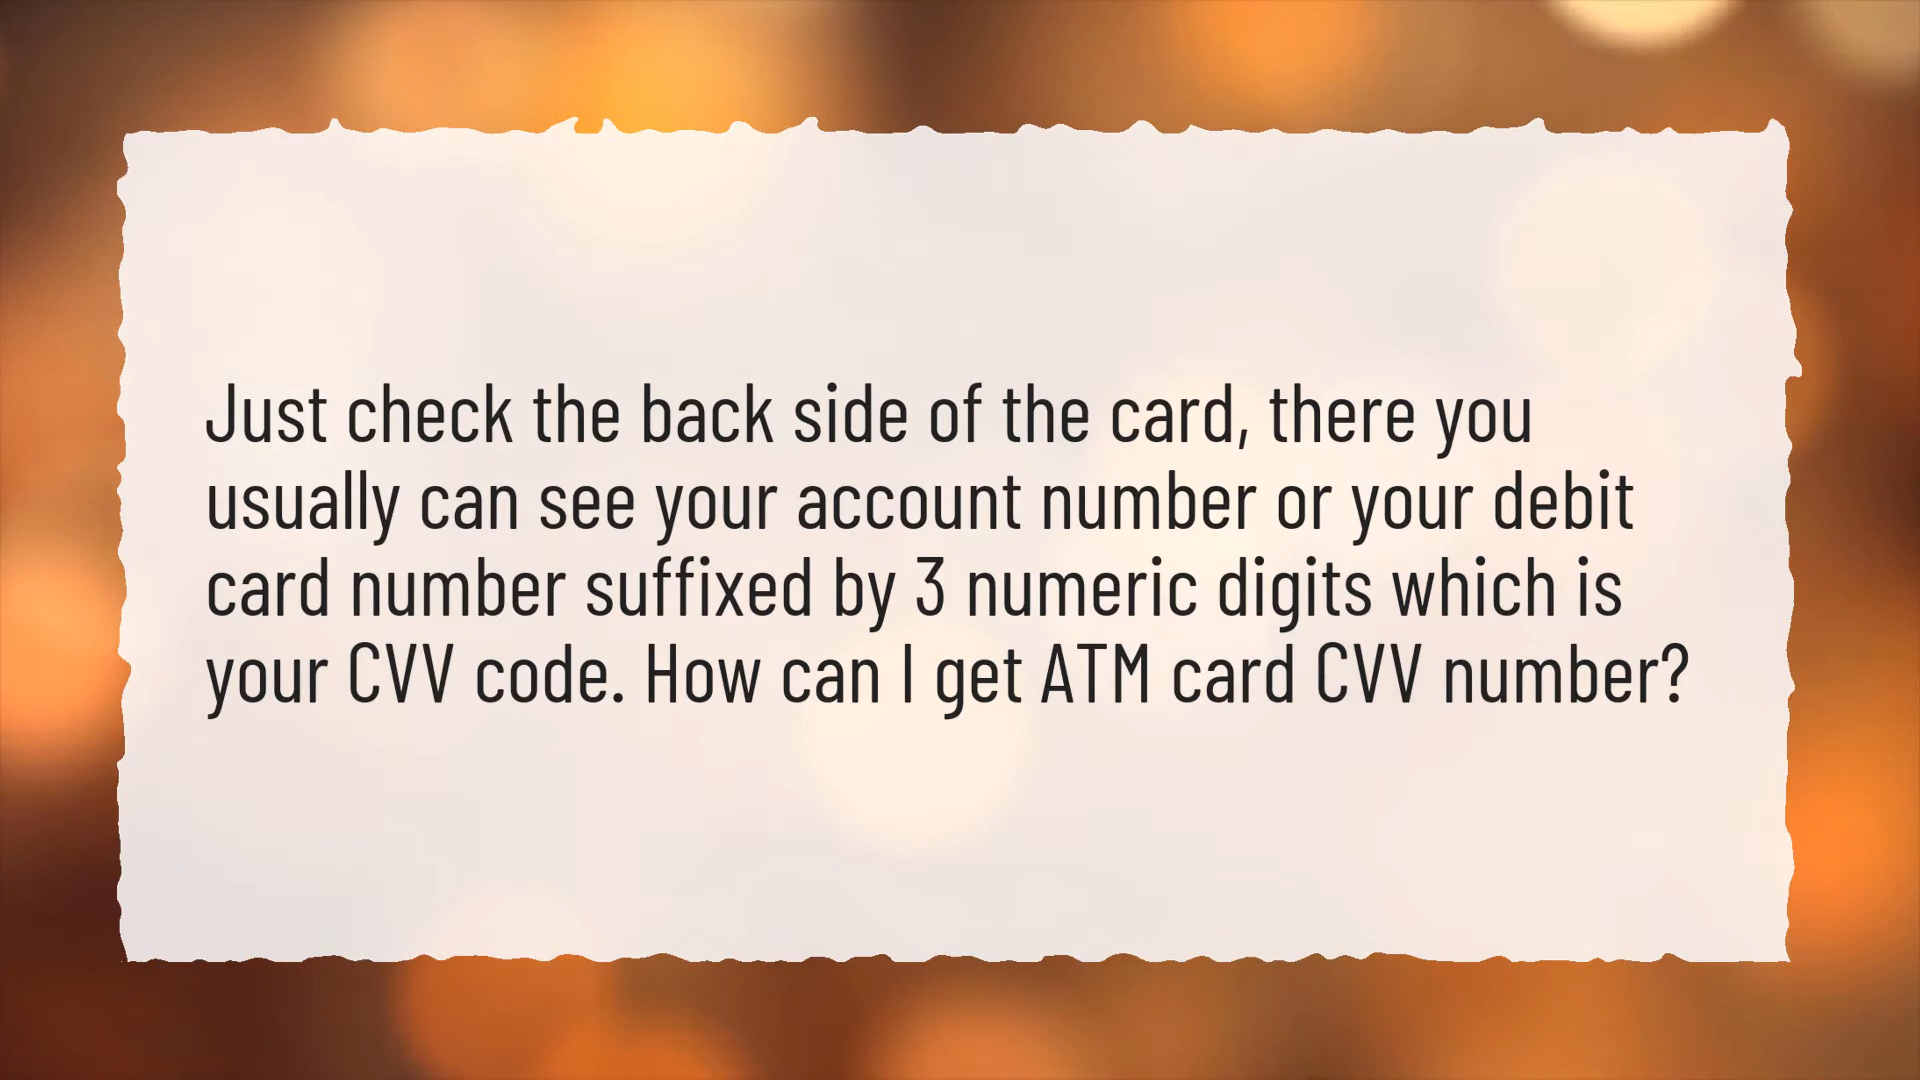 Just check the back side of the card, there you
usually can see your account number or your debit
card number suffixed by 3 numeric digits which is
your CVV code. How can I get ATM card CVV number?